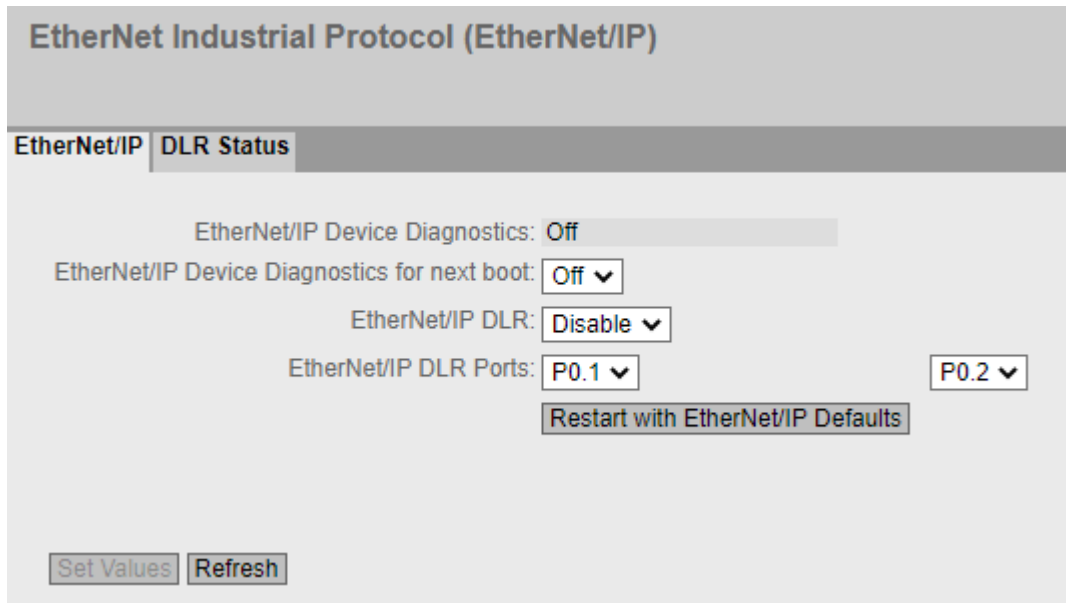 EtherNet Industrial Protocol (EtherNet/IP)
EtherNet/IP DLR Status
EtherNet/IP Device Diagnostics: Off
EtherNet/IP Device Diagnostics for next boot: Off
EtherNet/IP DLR: Disable
EtherNet/IP DLR Ports: P0.1 P0.2
Restart with EtherNet/IP Defaults
Set Values Refresh